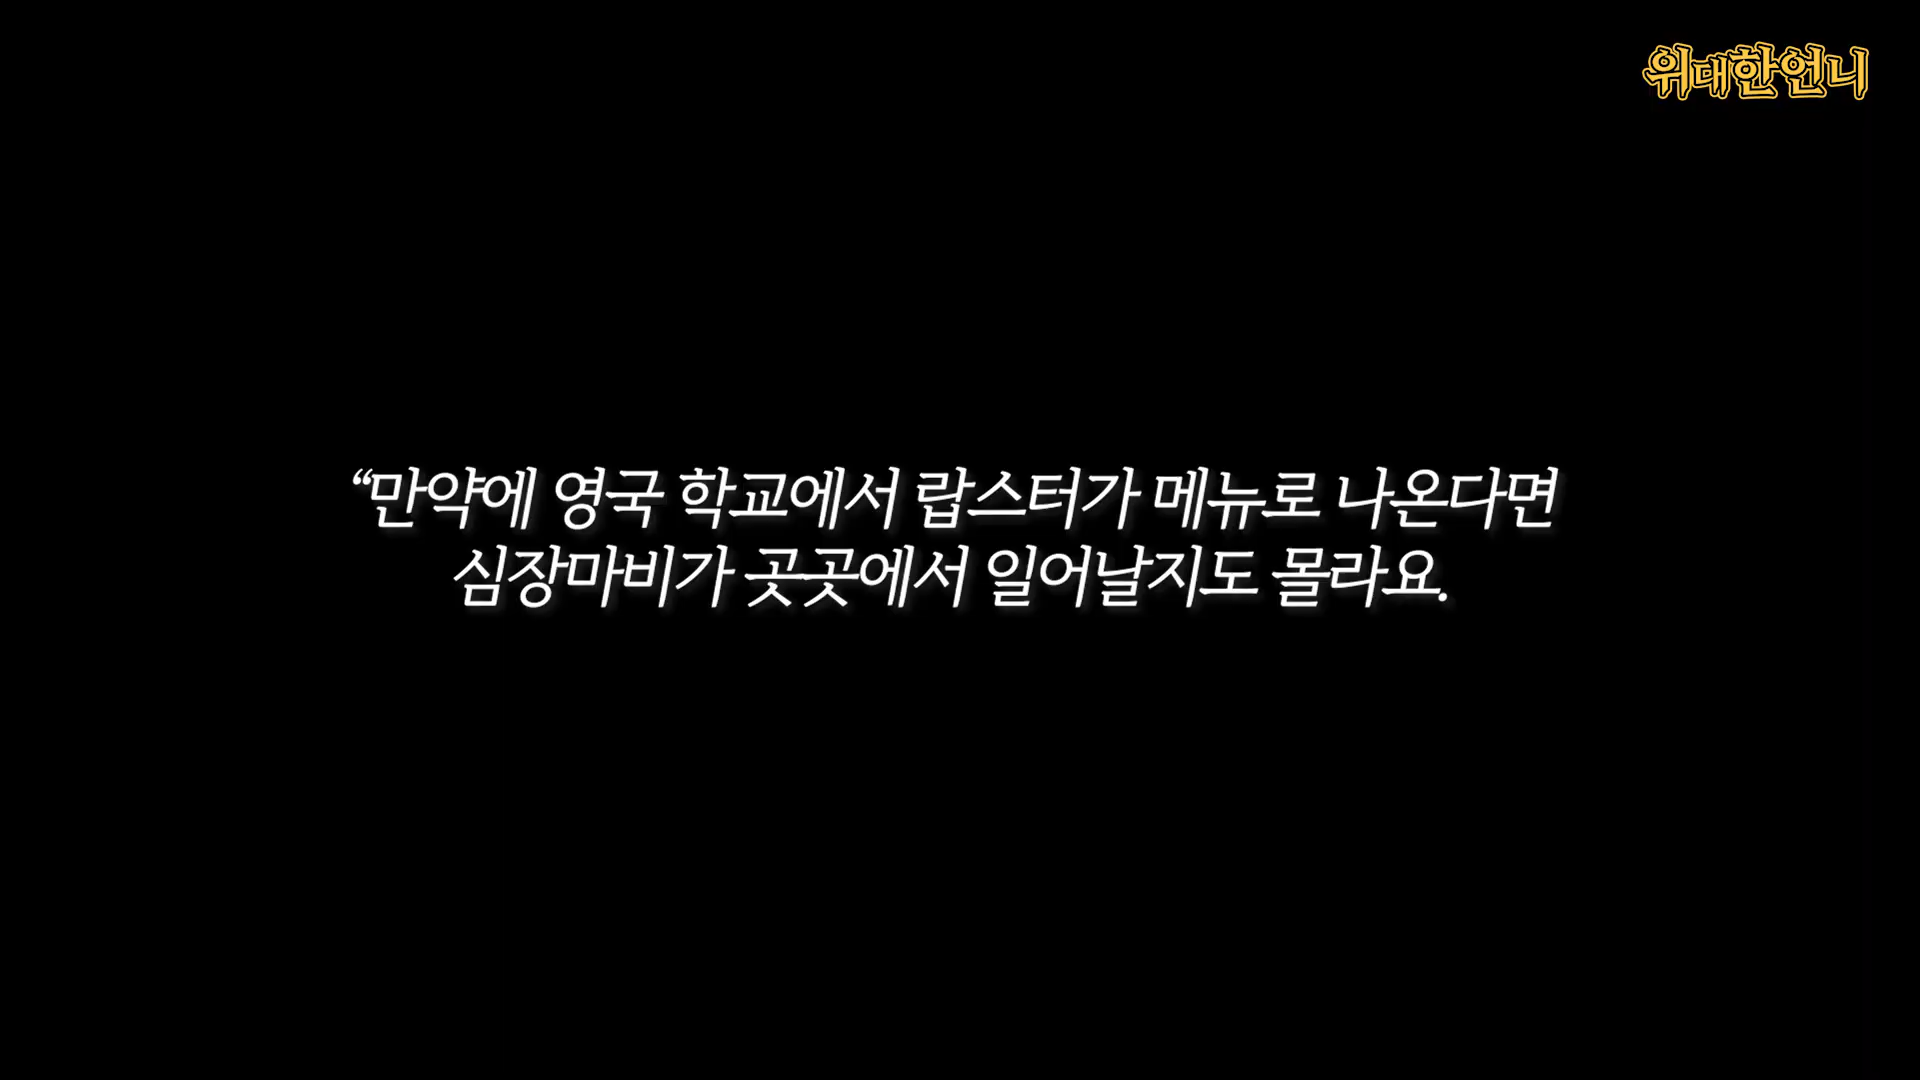 위대한언니
“만약에 영국 학교에서 랍스터가 메뉴로 나온다면
심장마비가 곳곳에서 일어날지도 몰라요.